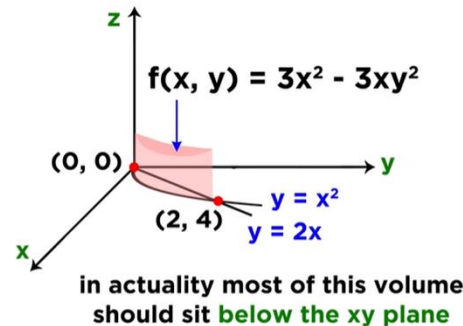 z
f(x, y) = 3x² - 3xy²
(0, 0)
y
y = x²
(2, 4)
y = 2x
x
in actuality most of this volume
should sit below the xy plane